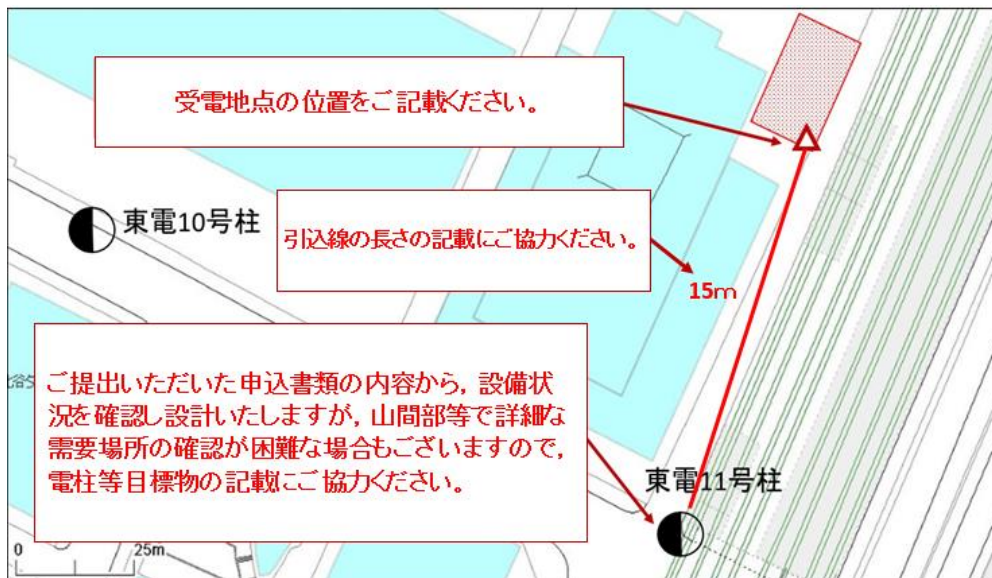 受電地点の位置をご記載ください。
東電10号柱
引込線の長さの記載にご協力ください。
15m
ご提出いただいた申込書類の内容から，設備状
況を確認し設計いたしますが，山間部等で詳細な
需要場所の確認が困難な場合もございますので，
電柱等目標物の記載にご協力ください。
東電11号柱
0 25m